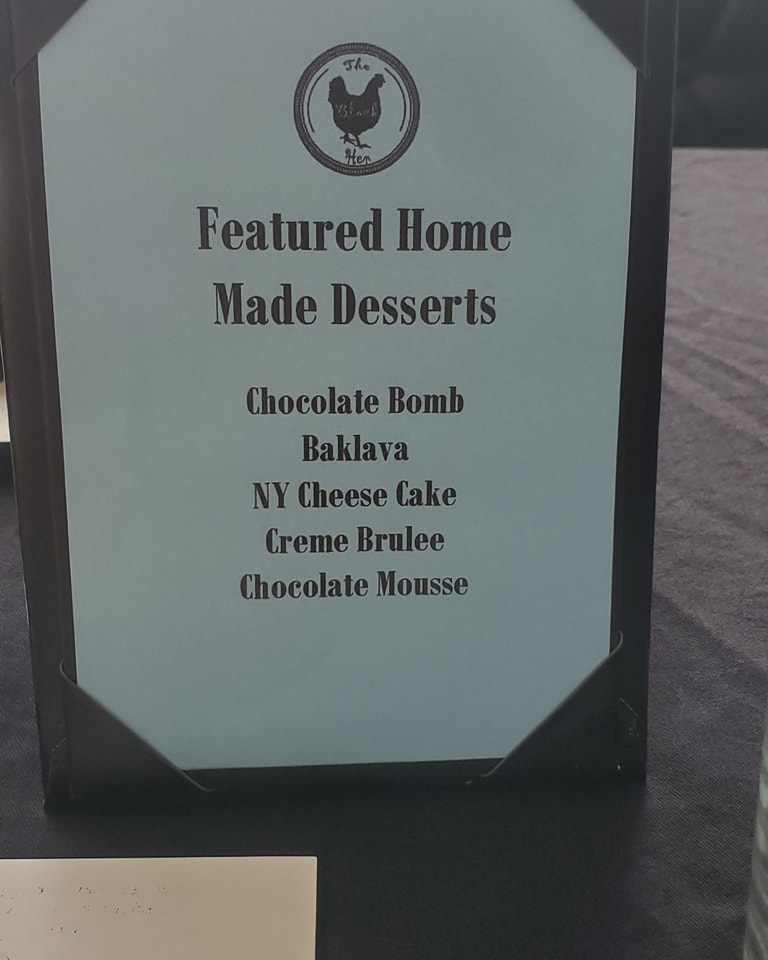 The
Black
Hen
Featured Home
Made Desserts
Chocolate Bomb
Baklava
NY Cheese Cake
Creme Brulee
Chocolate Mousse